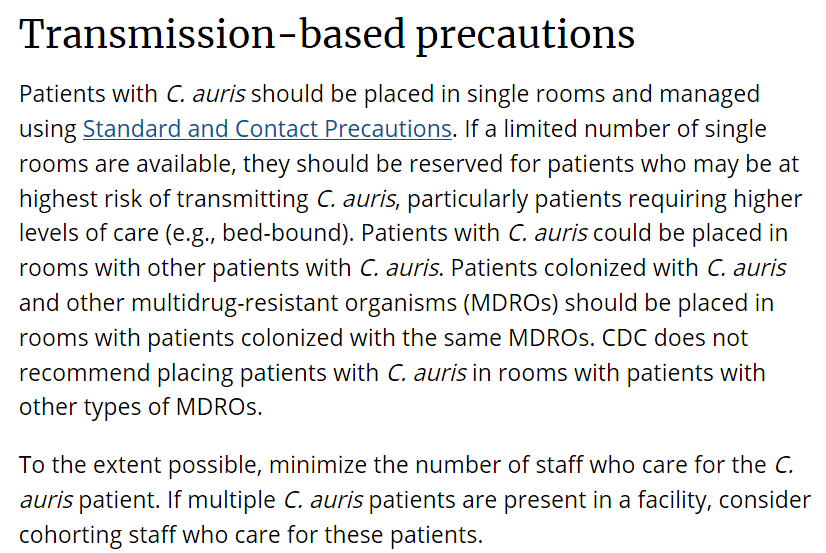 Transmission-based precautions
Patients with C. auris should be placed in single rooms and managed
using Standard and Contact Precautions. If a limited number of single
rooms are available, they should be reserved for patients who may be at
highest risk of transmitting C. auris, particularly patients requiring higher
levels of care (e.g., bed-bound). Patients with C. auris could be placed in
rooms with other patients with C. auris. Patients colonized with C. auris
and other multidrug-resistant organisms (MDROs) should be placed in
rooms with patients colonized with the same MDROs. CDC does not
recommend placing patients with C. auris in rooms with patients with
other types of MDROs.
To the extent possible, minimize the number of staff who care for the C.
auris patient. If multiple C. auris patients are present in a facility, consider
cohorting staff who care for these patients.